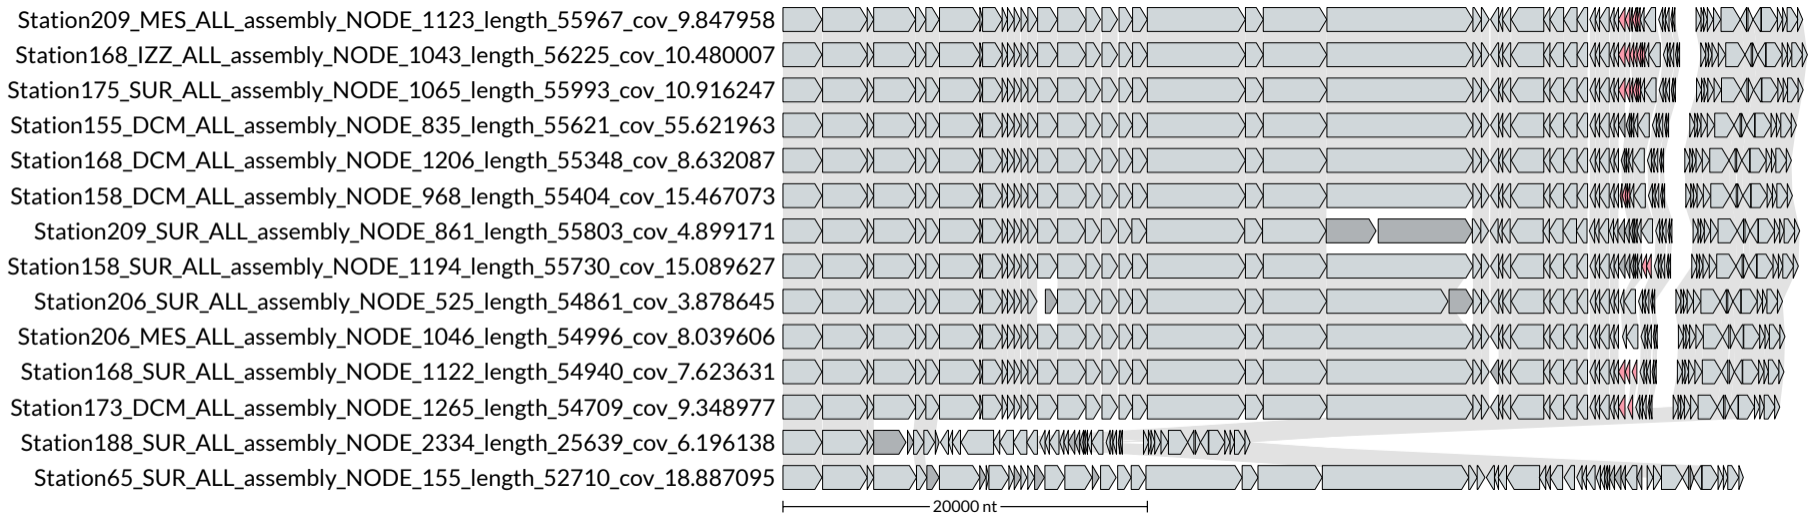 Station209_MES_ALL_assembly_NODE_1123_length_55967_cov_9.847958
Station168_IZZ_ALL_assembly_NODE_1043_length_56225_cov_10.480007
Station175_SUR_ALL_assembly_NODE_1065_length_55993_cov_10.916247
Station155_DCM_ALL_assembly_NODE_835_length_55621_cov_55.621963
Station168_DCM_ALL_assembly_NODE_1206_length_55348_cov_8.632087
Station158_DCM_ALL_assembly_NODE_968_length_55404_cov_15.467073
Station209_SUR_ALL_assembly_NODE_861_length_55803_cov_4.899171
Station158_SUR_ALL_assembly_NODE_1194_length_55730_cov_15.089627
Station206_SUR_ALL_assembly_NODE_525_length_54861_cov_3.878645
Station206_MES_ALL_assembly_NODE_1046_length_54996_cov_8.039606
Station168_SUR_ALL_assembly_NODE_1122_length_54940_cov_7.623631
Station173_DCM_ALL_assembly_NODE_1265_length_54709_cov_9.348977
Station188_SUR_ALL_assembly_NODE_2334_length_25639_cov_6.196138
Station65_SUR_ALL_assembly_NODE_155_length_52710_cov_18.887095
20000 nt